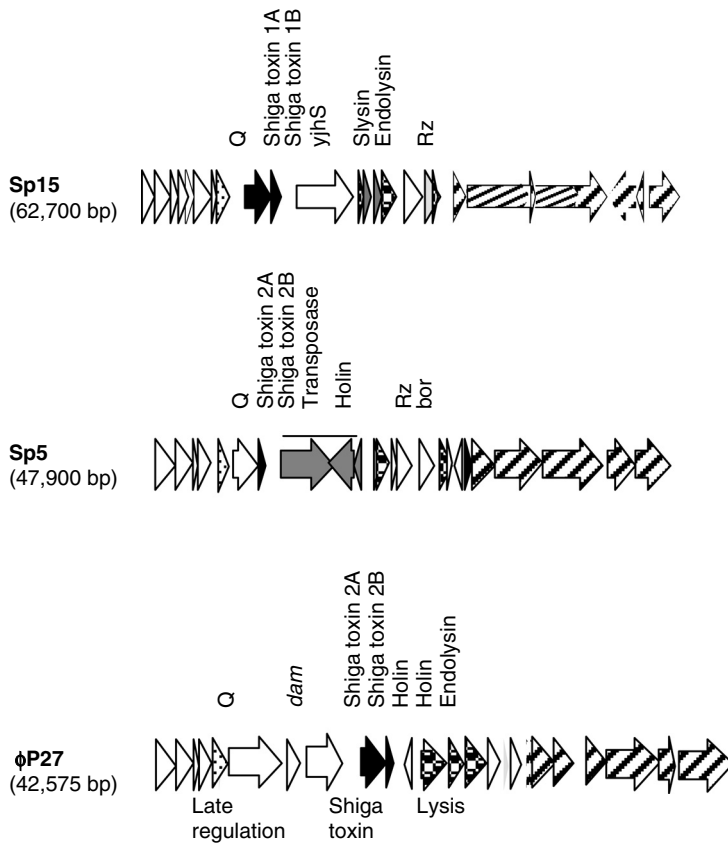 Q
Shiga toxin 1A
Shiga toxin 1B
yjhS
Slysin
Endolysin
Rz
Sp15
(62,700 bp)
Q
Shiga toxin 2A
Shiga toxin 2B
Transposase
Holin
Rz
bor
Sp5
(47,900 bp)
Q
dam
Shiga toxin 2A
Shiga toxin 2B
Holin
Holin
Endolysin
ϕP27
(42,575 bp)
Late
regulation
Shiga
toxin
Lysis